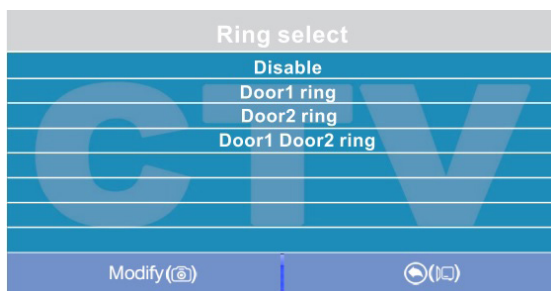 Ring select
Disable
Door1 ring
Door2 ring
Door1 Door2 ring
CTV
Modify()
()